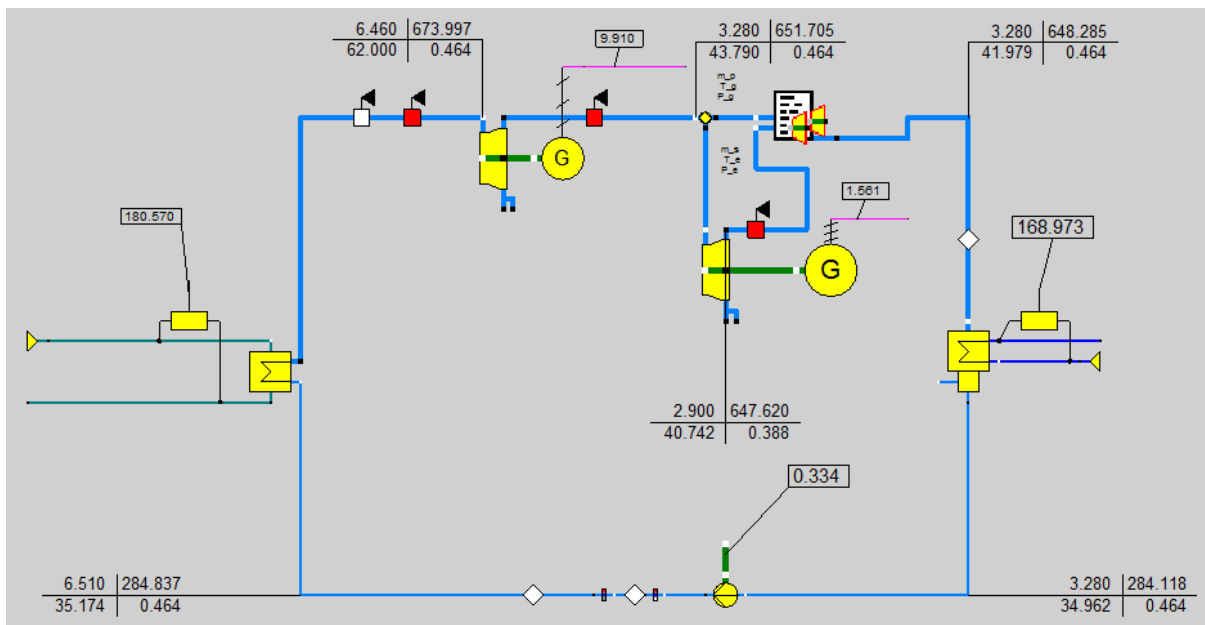 6.460 673.997
62.000 0.464
9.910
3.280 651.705
43.790 0.464
3.280 648.285
41.979 0.464
m_p
T_g
P_g
G
m_s
T_e
P_e
1.561
180.570
168.973
G
2.900 647.620
40.742 0.388
0.334
6.510 284.837
35.174 0.464
3.280 284.118
34.962 0.464